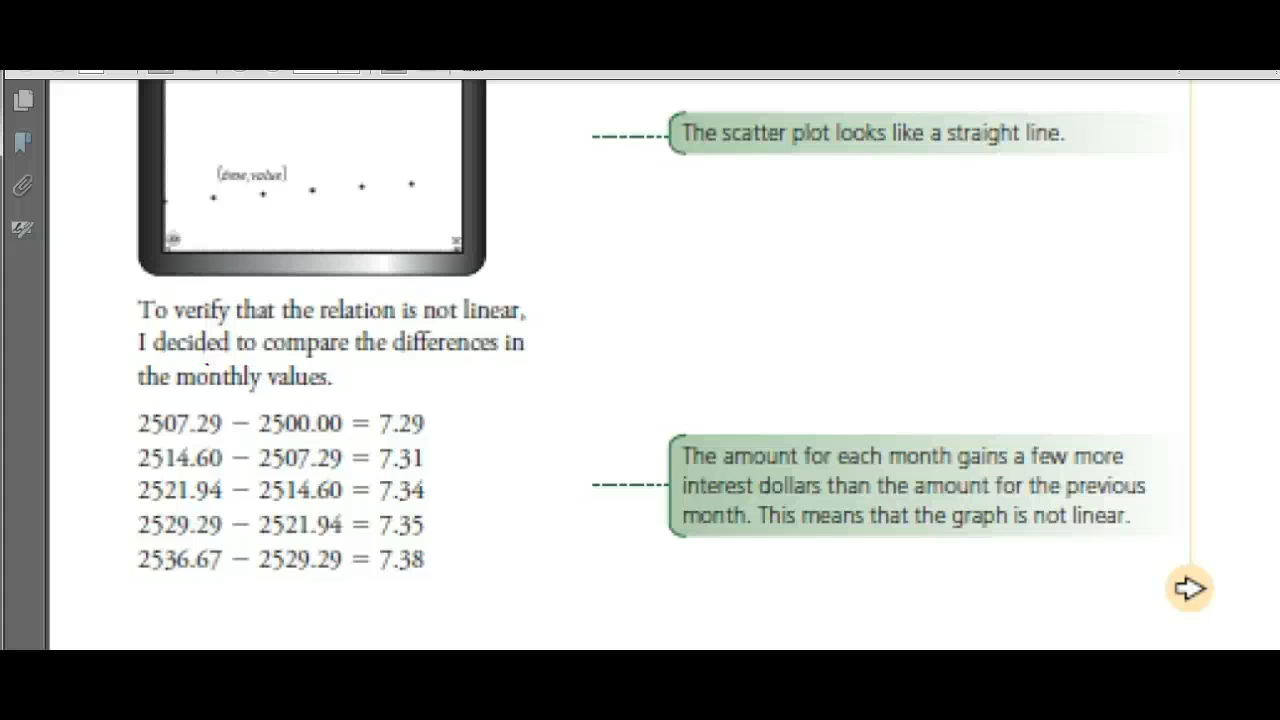 The scatter plot looks like a straight line.
(time,value)
To verify that the relation is not linear,
I decided to compare the differences in
the monthly values.
2507.29 − 2500.00 = 7.29
2514.60 − 2507.29 = 7.31
2521.94 − 2514.60 = 7.34
2529.29 − 2521.94 = 7.35
2536.67 − 2529.29 = 7.38
The amount for each month gains a few more
interest dollars than the amount for the previous
month. This means that the graph is not linear.